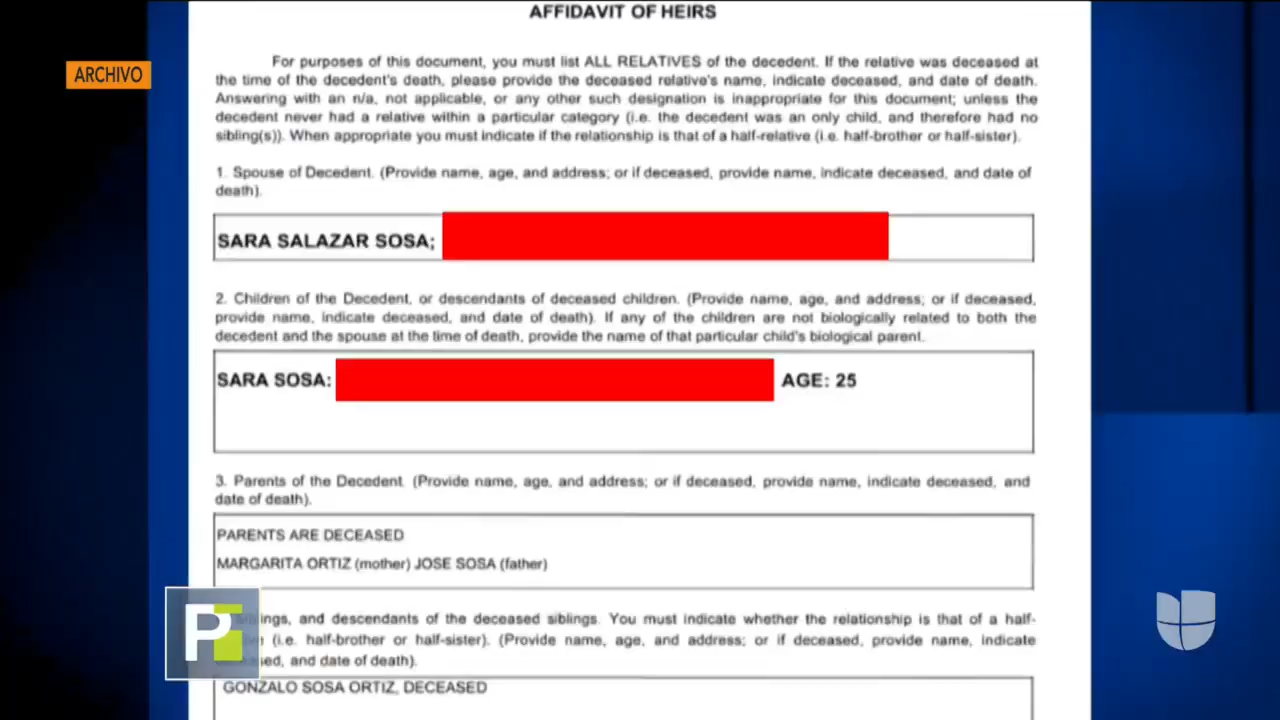 AFFIDAVIT OF HEIRS
ARCHIVO
For purposes of this document, you must list ALL RELATIVES of the decedent. If the relative was deceased at
the time of the decedent's death, please provide the deceased relative's name, indicate deceased, and date of death.
Answering with an n/a, not applicable, or any other such designation is inappropriate for this document; unless the
decedent never had a relative within a particular category (i.e. the decedent was an only child, and therefore had no
sibling(s)). When appropriate you must indicate if the relationship is that of a half-relative (i.e. half-brother or half-sister).
1. Spouse of Decedent. (Provide name, age, and address; or if deceased, provide name, indicate deceased, and date of
death).
SARA SALAZAR SOSA;
2. Children of the Decedent, or descendants of deceased children. (Provide name, age, and address; or if deceased,
provide name, indicate deceased, and date of death). If any of the children are not biologically related to both the
decedent and the spouse at the time of death, provide the name of that particular child's biological parent.
SARA SOSA: AGE: 25
3. Parents of the Decedent. (Provide name, age, and address; or if deceased, provide name, indicate deceased, and
date of death).
PARENTS ARE DECEASED
MARGARITA ORTIZ (mother) JOSE SOSA (father)
and descendants of the deceased siblings. You must indicate whether the relationship is that of a half-
(i.e. half-brother or half-sister). (Provide name, age, and address; or if deceased, provide name, indicate
and date of death).
P
GONZALO SOSA ORTIZ, DECEASED